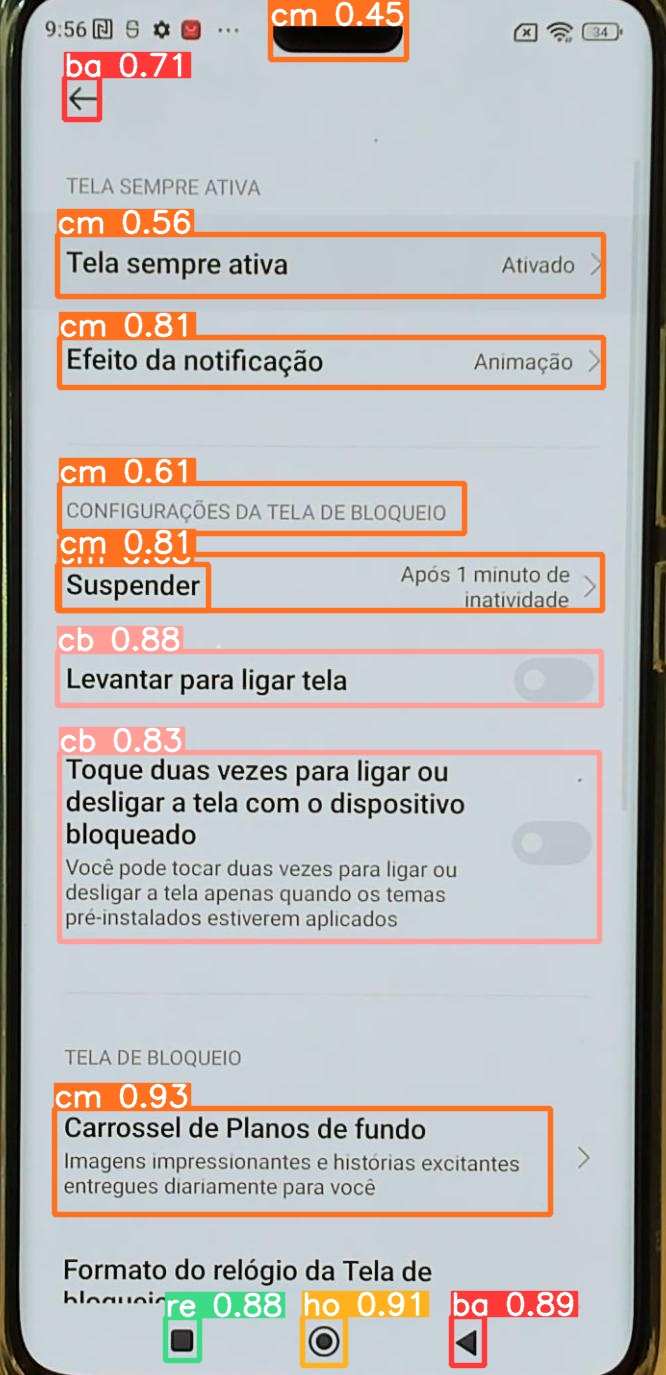 cm 0.45
9:56
34
ba 0.71
TELA SEMPRE ATIVA
cm 0.56
Tela sempre ativa Ativado
cm 0.81
Efeito da notificação Animação
cm 0.61
CONFIGURAÇÕES DA TELA DE BLOQUEIO
cm 0.81
Suspender Após 1 minuto de
inatividade
cb 0.88
Levantar para ligar tela
cb 0.83
Toque duas vezes para ligar ou
desligar a tela com o dispositivo
bloqueado
Você pode tocar duas vezes para ligar ou
desligar a tela apenas quando os temas
pré-instalados estiverem aplicados
TELA DE BLOQUEIO
cm 0.93
Carrossel de Planos de fundo
Imagens impressionantes e histórias excitantes
entregues diariamente para você
Formato do relógio da Tela de
bloqueio
re 0.88 ho 0.91 ba 0.89